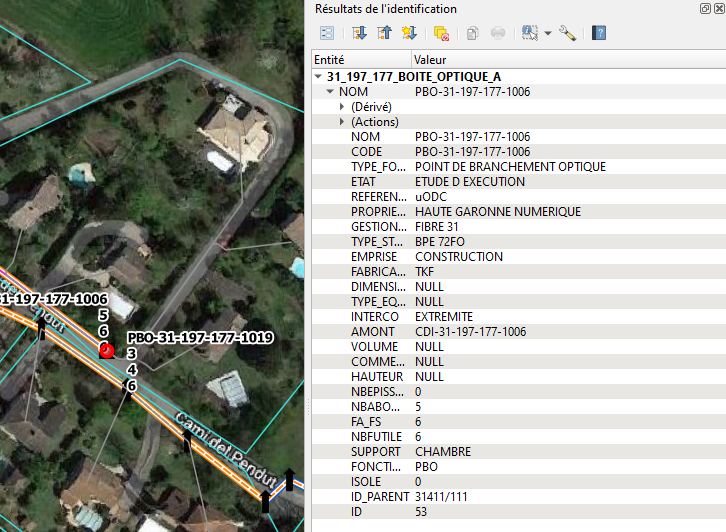 Résultats de l'identification
Entité Valeur
31_197_177_BOITE_OPTIQUE_A
NOM PBO-31-197-177-1006
(Dérivé)
(Actions)
NOM PBO-31-197-177-1006
CODE PBO-31-197-177-1006
TYPE_FO... POINT DE BRANCHEMENT OPTIQUE
ETAT ETUDE D EXECUTION
REFEREN... uODC
PROPRIE... HAUTE GARONNE NUMERIQUE
GESTION... FIBRE 31
TYPE_ST... BPE 72FO
EMPRISE CONSTRUCTION
FABRICA... TKF
DIMENSI... NULL
TYPE_EQ... NULL
INTERCO EXTREMITE
AMONT CDI-31-197-177-1006
VOLUME NULL
COMME... NULL
HAUTEUR NULL
NBEPISS... 0
NBABO... 5
FA_FS 6
NBFUTILE 6
SUPPORT CHAMBRE
FONCTI... PBO
ISOLE 0
ID_PARENT 31411/111
ID 53
31-197-177-1006
5
6
6
PBO-31-197-177-1019
3
4
6
Camí del Pendut